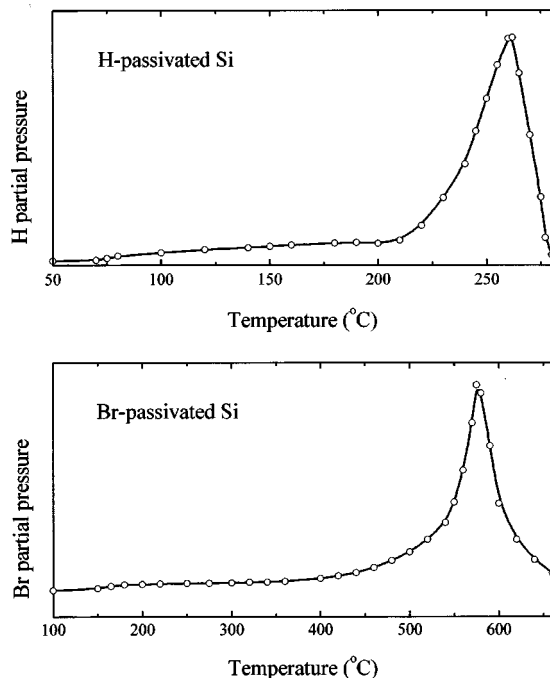 H-passivated Si
H partial pressure
50 100 150 200 250
Temperature (°C)
Br-passivated Si
Br partial pressure
100 200 300 400 500 600
Temperature (°C)